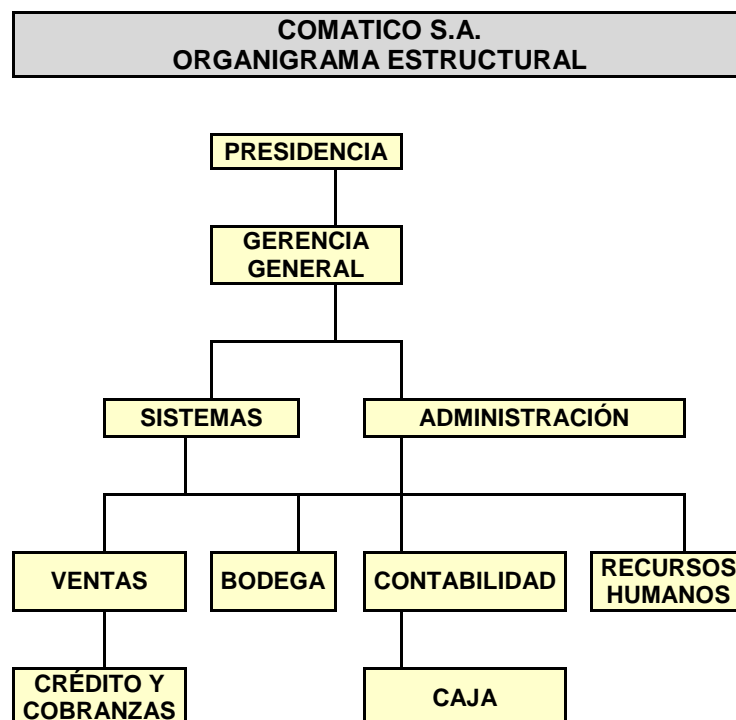 COMATICO S.A.
ORGANIGRAMA ESTRUCTURAL
PRESIDENCIA
GERENCIA
GENERAL
SISTEMAS
ADMINISTRACIÓN
VENTAS
BODEGA
CONTABILIDAD
RECURSOS
HUMANOS
CRÉDITO Y
COBRANZAS
CAJA